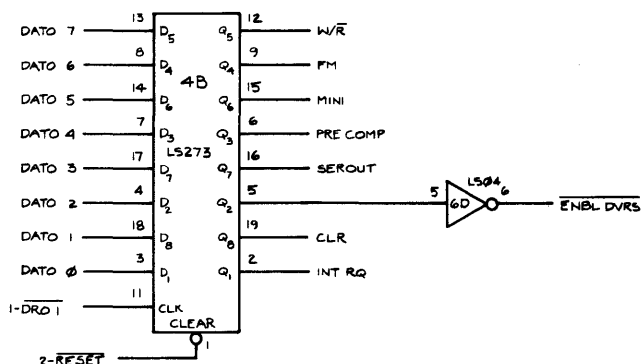 13 12
DATO 7 D5 Q5 W/R̅
8 9
DATO 6 D4 Q4 FM
4B
14 15
DATO 5 D6 Q6 MINI
7 6
DATO 4 D3 Q3 PRE COMP
LS273
17 16
DATO 3 D7 Q7 SEROUT
4 5 5 6D LS04 6
DATO 2 D2 Q2 ENBL DVRS
18 19
DATO 1 D8 Q8 CLR
3 2
DATO 0 D1 Q1 INT RQ
11
1-DRO 1 CLK
CLEAR
1
2-RESET